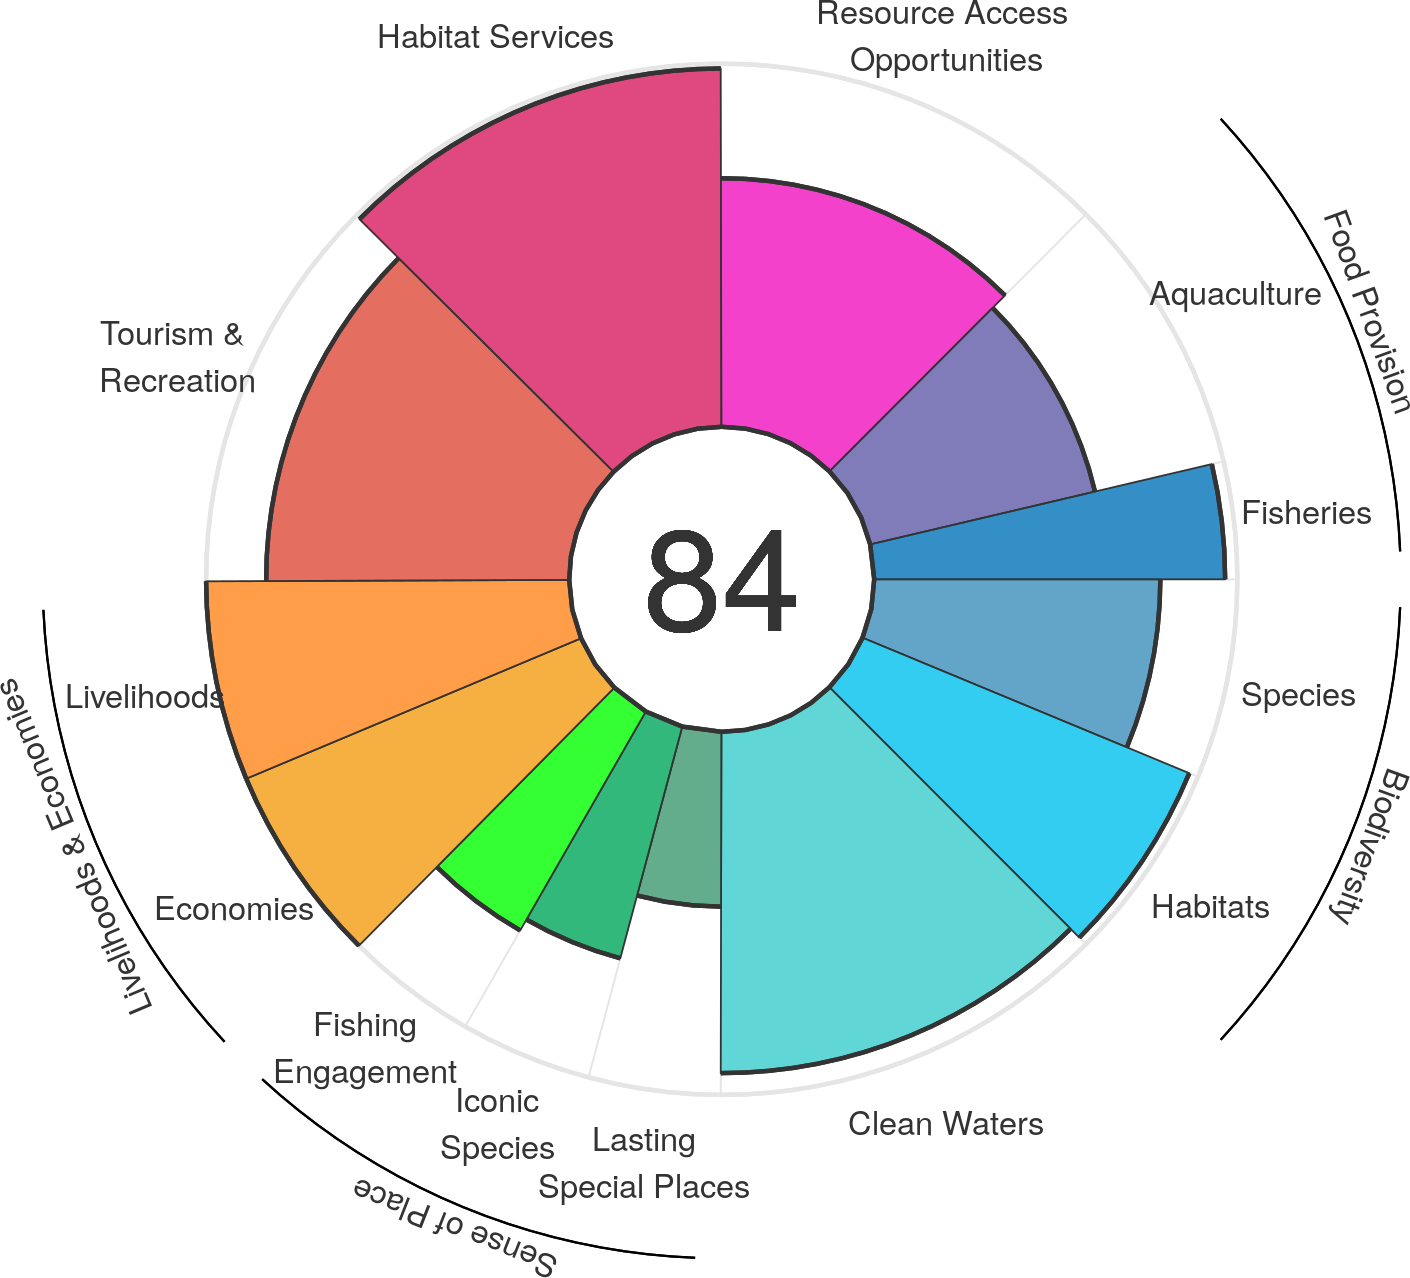 Resource Access
Opportunities
Habitat Services
Food Provision
Aquaculture
Tourism &
Recreation
Fisheries
84
Species
Livelihoods
Livelihoods & Economies
Biodiversity
Habitats
Economies
Fishing
Engagement
Iconic
Species
Clean Waters
Lasting
Special Places
Sense of Place